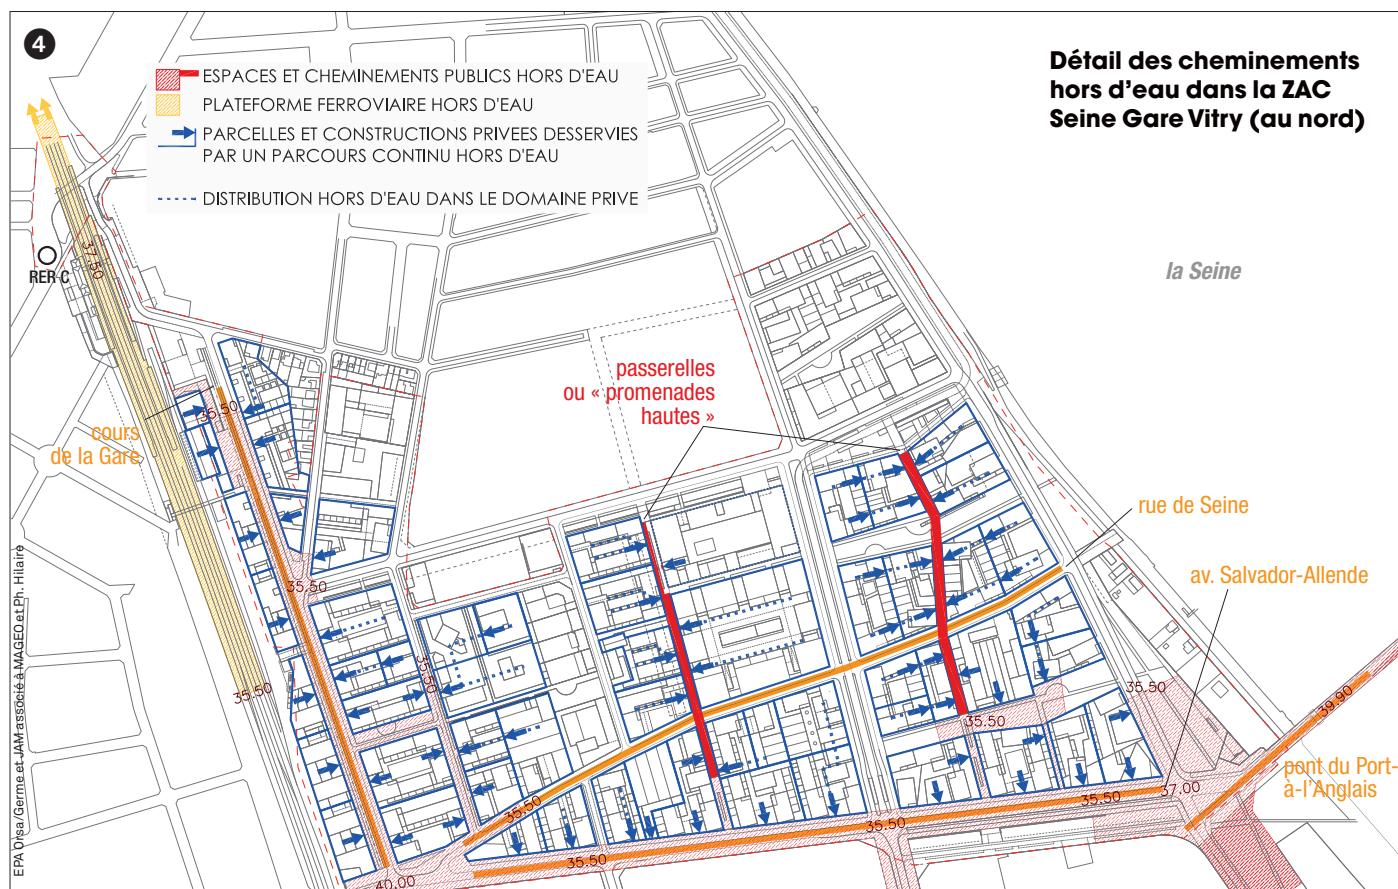 4
Détail des cheminements
hors d'eau dans la ZAC
Seine Gare Vitry (au nord)
ESPACES ET CHEMINEMENTS PUBLICS HORS D'EAU
PLATEFORME FERROVIAIRE HORS D'EAU
PARCELLES ET CONSTRUCTIONS PRIVEES DESSERVIES
PAR UN PARCOURS CONTINU HORS D'EAU
DISTRIBUTION HORS D'EAU DANS LE DOMAINE PRIVE
37.50
RER C
la Seine
passerelles
ou « promenades
hautes »
35.50
cours
de la Gare
rue de Seine
av. Salvador-Allende
35.50
35.50
35.50
35.50
39.90
35.50
pont du Port-
à-l'Anglais
37.00
35.50
35.50
35.50
35.50
40.00
EPA Orsa/Germe et JAM associé à MAGEO et Ph. Hilaire